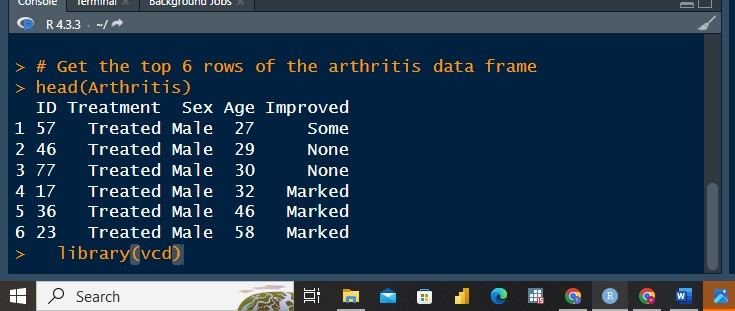 Console Terminal × Background Jobs ×
R 4.3.3 · ~/
> # Get the top 6 rows of the arthritis data frame
> head(Arthritis)
  ID Treatment  Sex Age Improved
1 57   Treated Male  27     Some
2 46   Treated Male  29     None
3 77   Treated Male  30     None
4 17   Treated Male  32   Marked
5 36   Treated Male  46   Marked
6 23   Treated Male  58   Marked
>   library(vcd)
Search